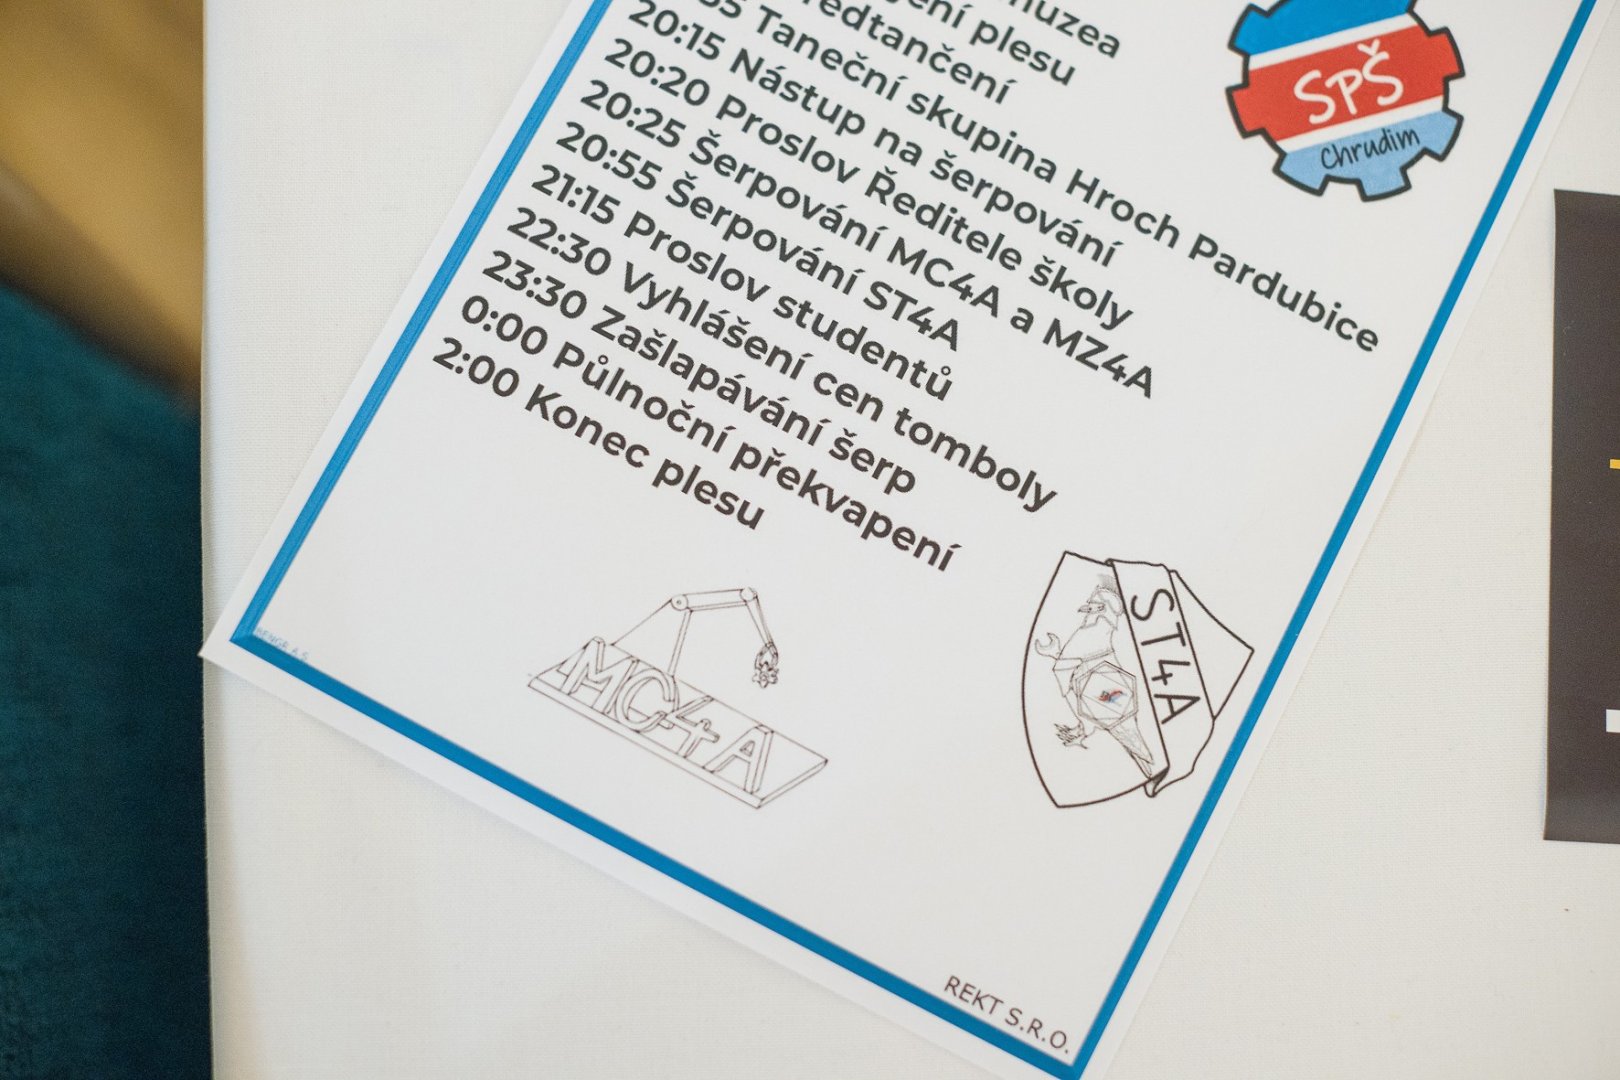 muzea
plesu
Taneční skupina Hroch Pardubice
20:15 Nástup na šerpování
20:20 Proslov Ředitele školy
20:25 Šerpování MC4A a MZ4A
20:55 Šerpování ST4A
21:15 Proslov studentů
22:30 Vyhlášení cen tomboly
23:30 Zašlapávání šerp
0:00 Půlnoční překvapení
2:00 Konec plesu
SPŠ
chrudim
MC4A
ST4A
REKT S.R.O.